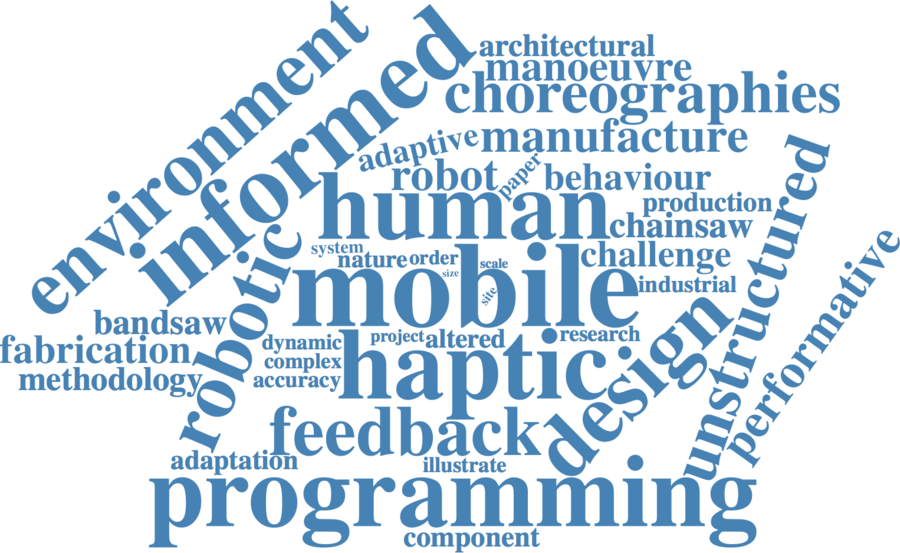 environment
informed
architectural
manoeuvre
choreographies
adaptive
manufacture
robot
paper
behaviour
human
production
chainsaw
unstructured
system
nature
order
scale
challenge
size
mobile
site
industrial
performative
robotic
bandsaw
fabrication
methodology
dynamic
project
altered
research
complex
accuracy
haptic
design
feedback
adaptation
illustrate
programming
component